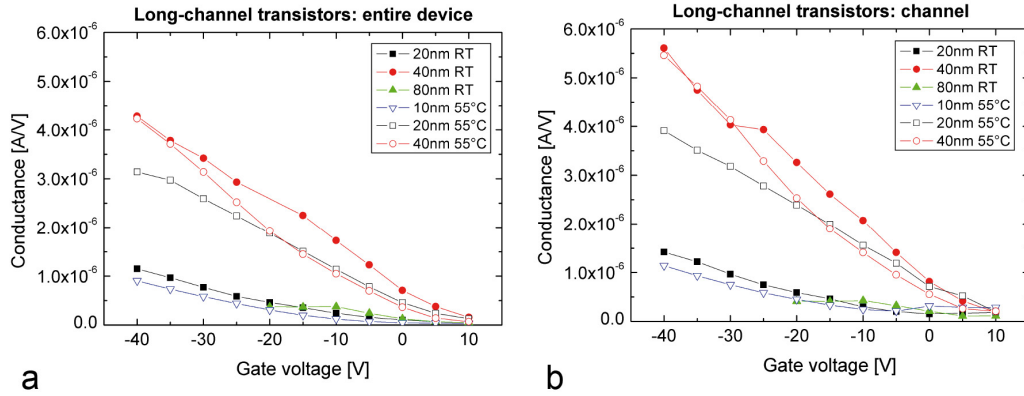 Long-channel transistors: entire device
6.0x10-6
5.0x10-6
4.0x10-6
3.0x10-6
2.0x10-6
1.0x10-6
0.0
Conductance [A/V]
20nm RT
40nm RT
80nm RT
10nm 55°C
20nm 55°C
40nm 55°C
-40 -30 -20 -10 0 10
Gate voltage [V]
a
Long-channel transistors: channel
6.0x10-6
5.0x10-6
4.0x10-6
3.0x10-6
2.0x10-6
1.0x10-6
0.0
Conductance [A/V]
20nm RT
40nm RT
80nm RT
10nm 55°C
20nm 55°C
40nm 55°C
-40 -30 -20 -10 0 10
Gate voltage [V]
b